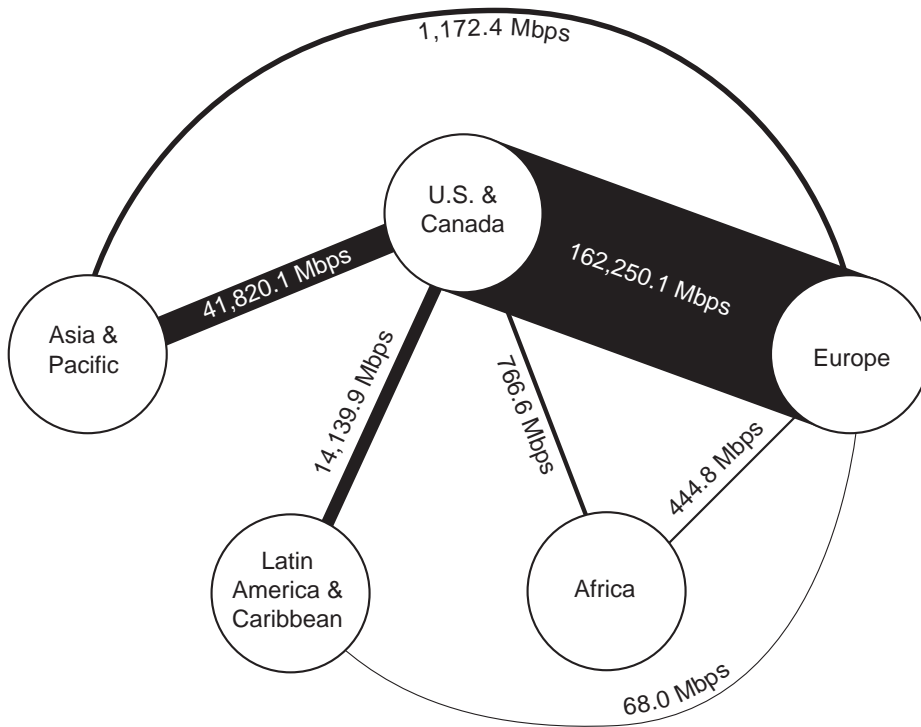 1,172.4 Mbps
U.S. &
Canada
162,250.1 Mbps
41,820.1 Mbps
Asia &
Pacific
Europe
14,139.9 Mbps
766.6 Mbps
444.8 Mbps
Latin
America &
Caribbean
Africa
68.0 Mbps